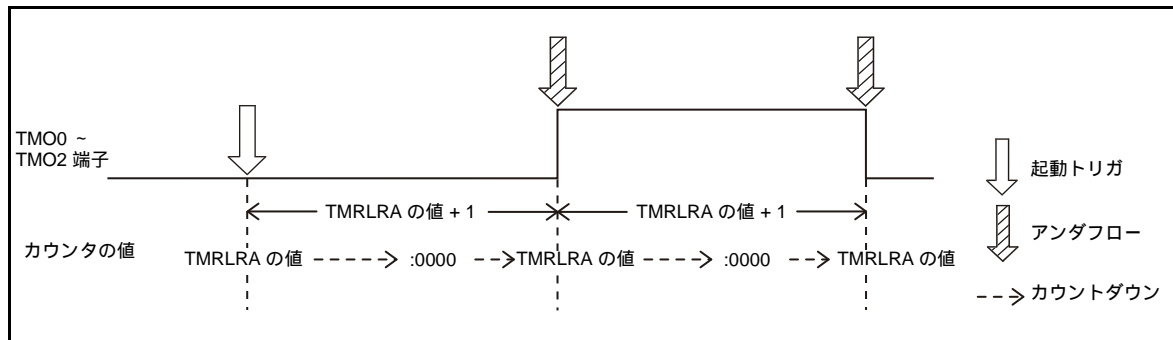 TMO0 ~
TMO2 端子
起動トリガ
TMRLRA の値 + 1
TMRLRA の値 + 1
アンダフロー
カウンタの値
TMRLRA の値
:0000
TMRLRA の値
:0000
TMRLRA の値
カウントダウン